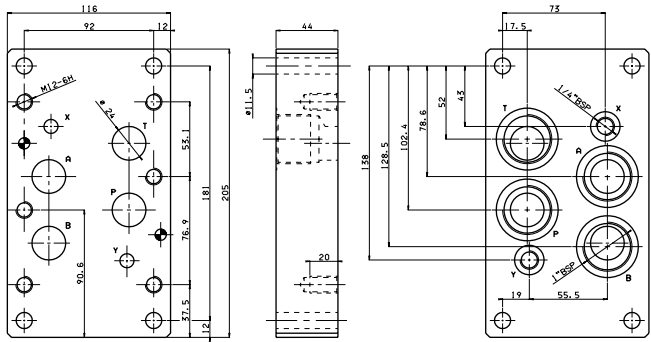 116
92
12
M12-6H
X
ø 24
T
A
P
B
Y
90.6
53.1
76.9
37.5
12
181
205
44
ø11.5
20
73
17.5
1/4"BSP
T
X
A
P
Y
B
1"BSP
138
128.5
102.4
78.6
52
43
19
55.5